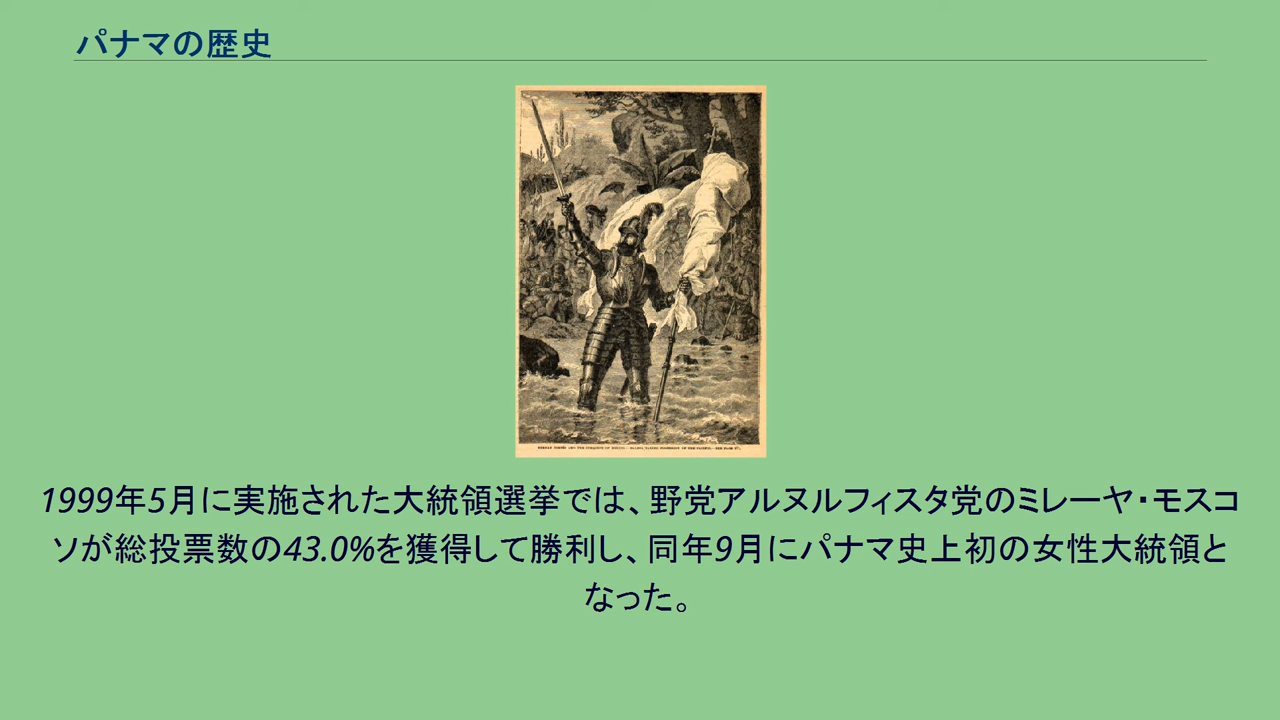 パナマの歴史
1999年5月に実施された大統領選挙では、野党アルヌルフィスタ党のミレーヤ・モスコ
ソが総投票数の43.0%を獲得して勝利し、同年9月にパナマ史上初の女性大統領と
なった。